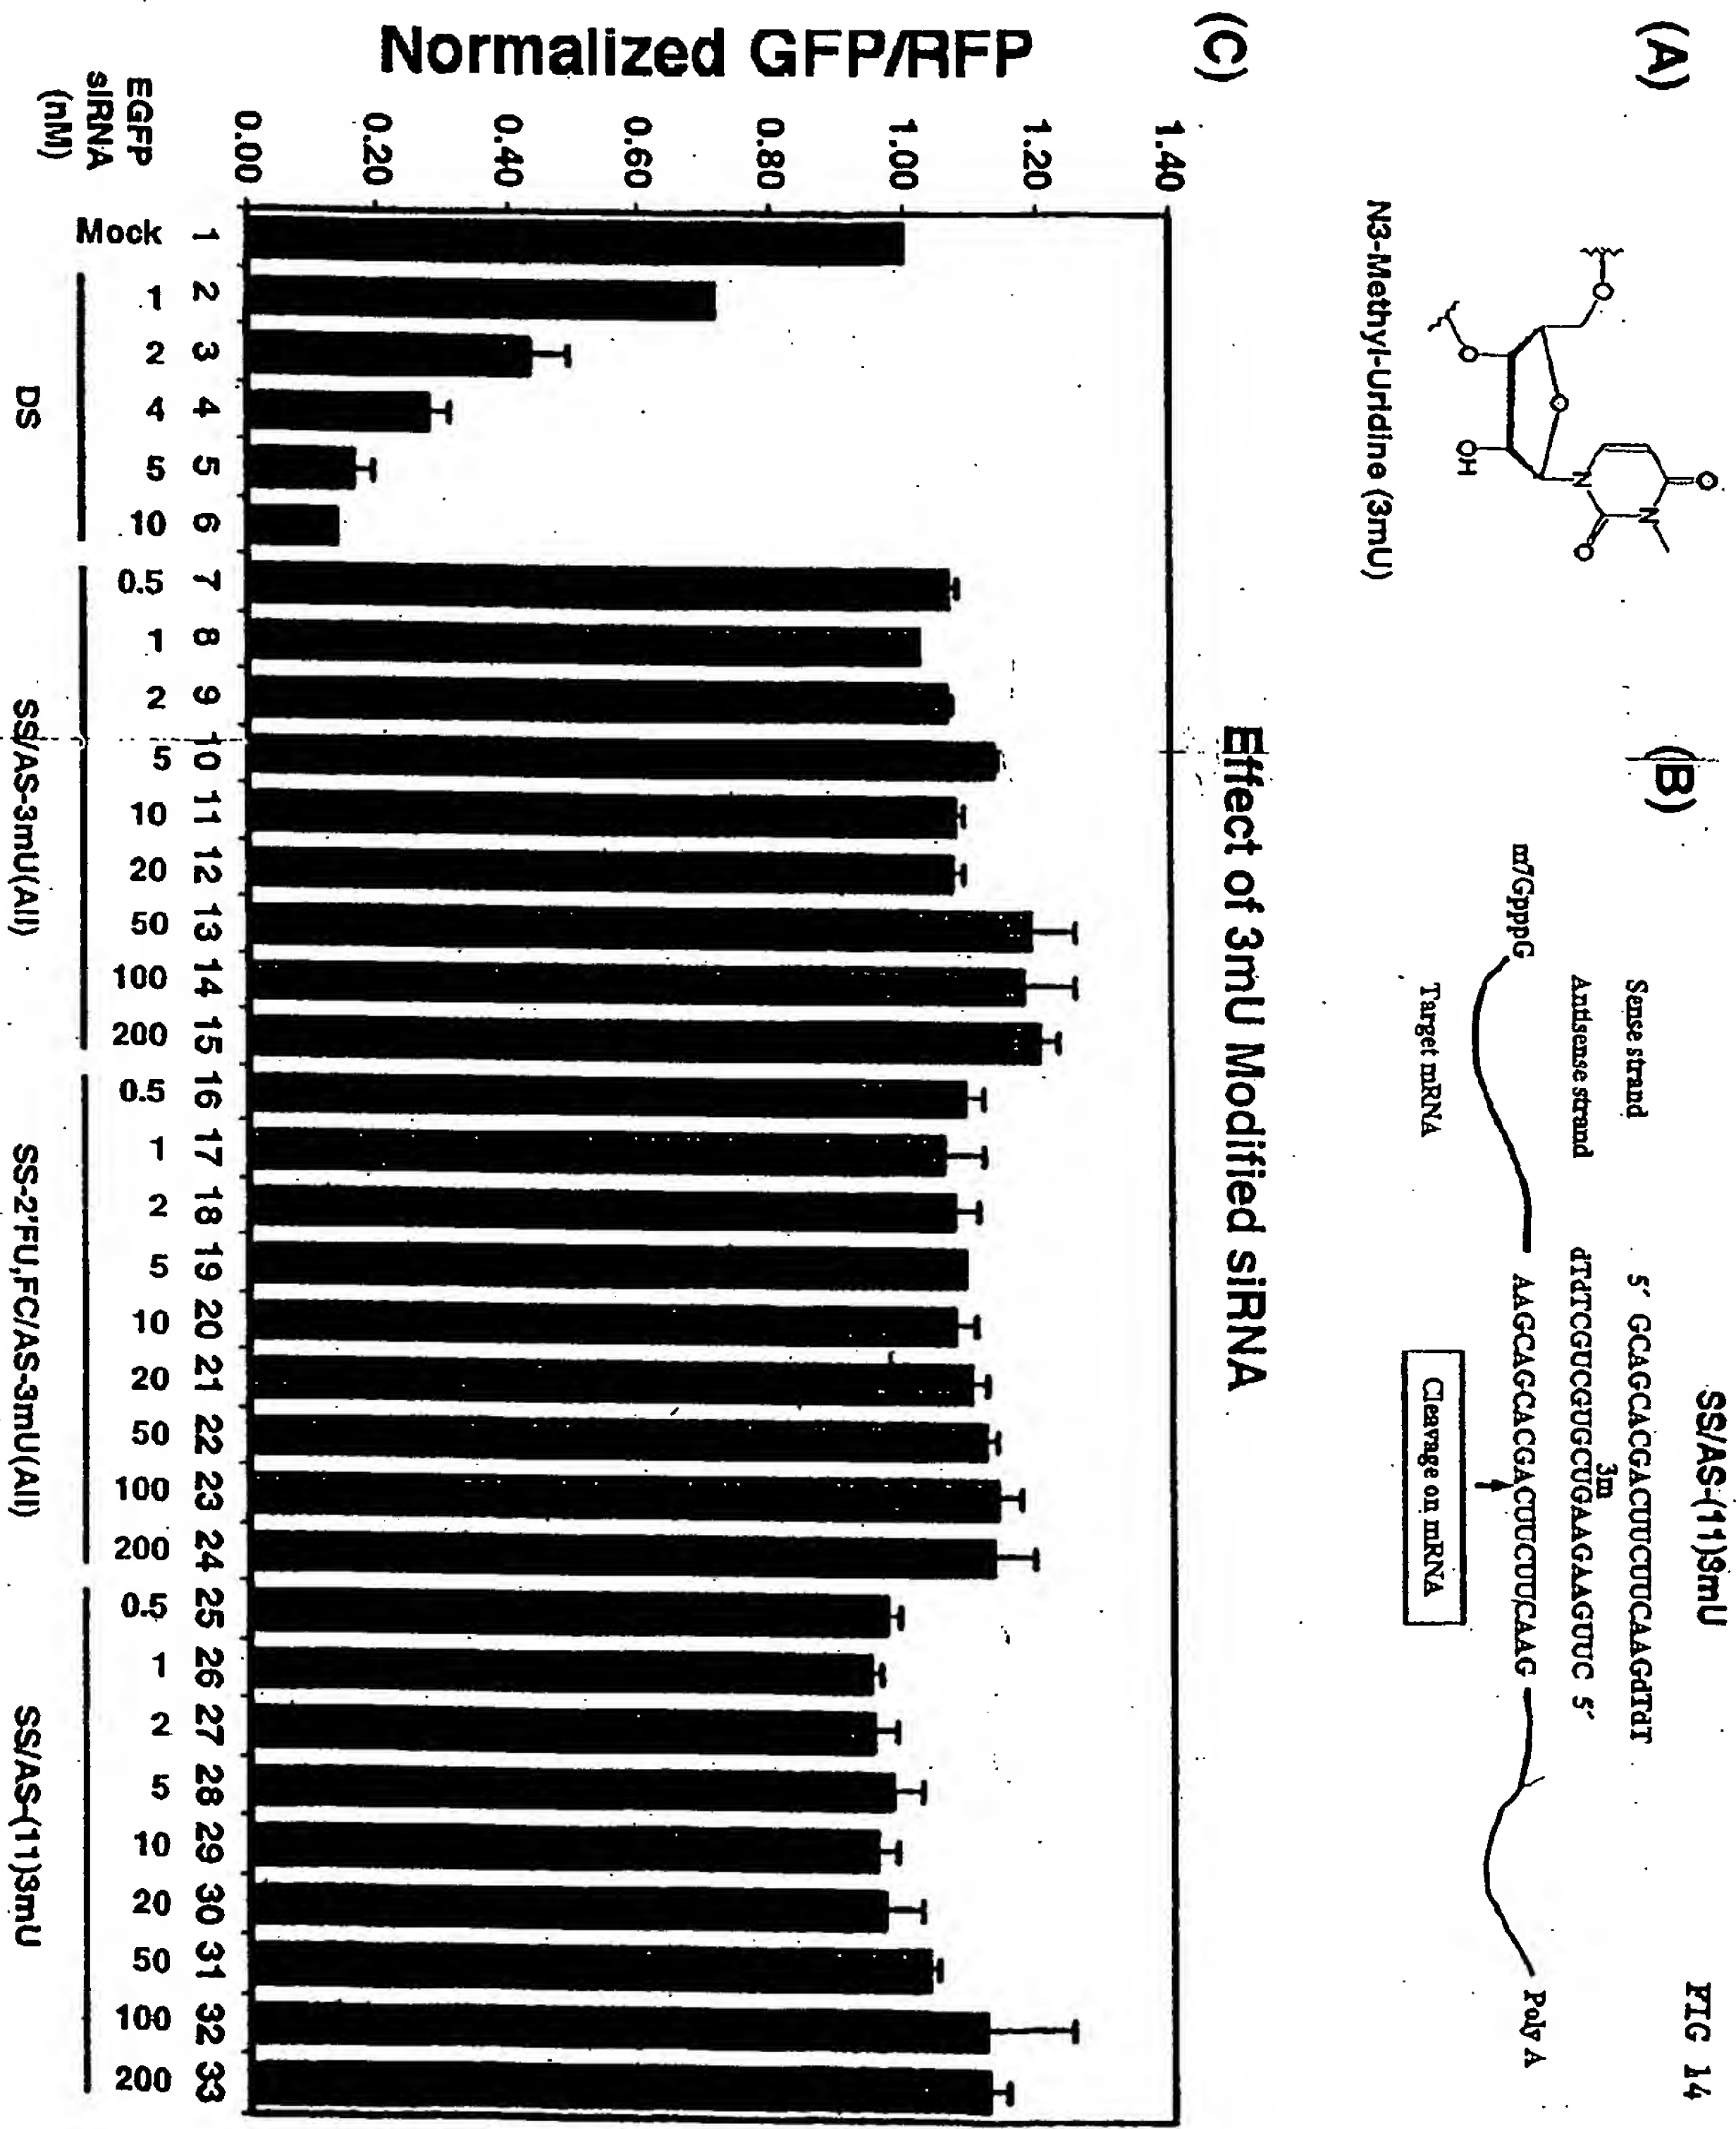 FIG 14
(A)
O
O
O
O
OH
N
N
O
O
N3-Methyl-Uridine (3mU)
(B)
SS/AS-(11)3mU
Sense strand
5´ GCAGCACGACUUCUUCAAGdTdT
3m
Antisense strand
dTdTCGUCGUGCUGAAGAAGUUC 5´
m7GpppG
AAGCAGCACGACUUCUUCAAG
Poly A
Target mRNA
Cleavage on mRNA
(C)
Effect of 3mU Modified siRNA
Normalized GFP/RFP
1.40
1.20
1.00
0.80
0.60
0.40
0.20
0.00
1 2 3 4 5 6 7 8 9 10 11 12 13 14 15 16 17 18 19 20 21 22 23 24 25 26 27 28 29 30 31 32 33
EGFP siRNA (nM)
Mock 1 2 4 5 10 0.5 1 2 5 10 20 50 100 200 0.5 1 2 5 10 20 50 100 200 0.5 1 2 5 10 20 50 100 200
DS
SS/AS-3mU(All)
SS-2'FU,FC/AS-3mU(All)
SS/AS-(11)3mU